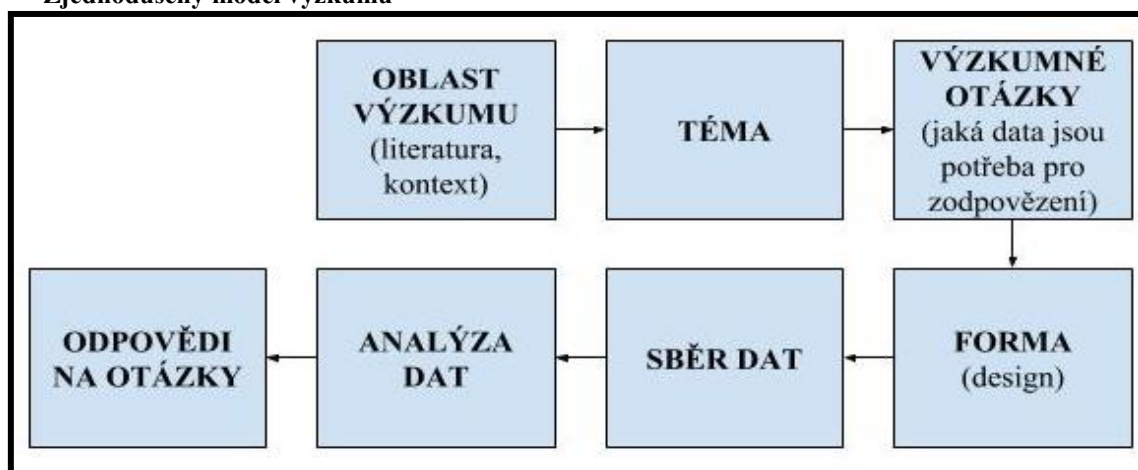 Zjednodušený model výzkumu
OBLAST
VÝZKUMU
(literatura,
kontext)
TÉMA
VÝZKUMNÉ
OTÁZKY
(jaká data jsou
potřeba pro
zodpovězení)
FORMA
(design)
SBĚR DAT
ANALÝZA
DAT
ODPOVĚDI
NA OTÁZKY